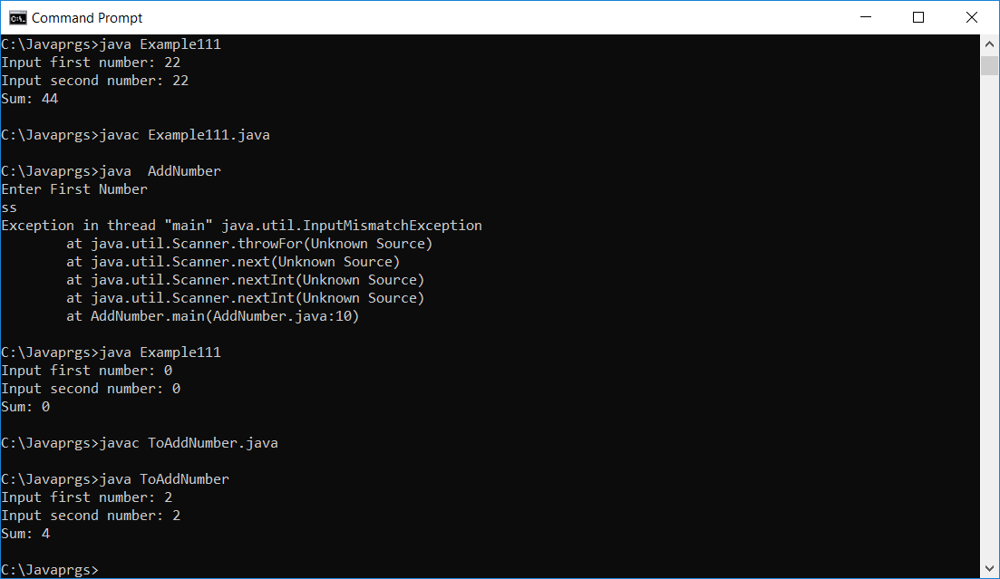 Command Prompt
C:\Javaprgs>java Example111
Input first number: 22
Input second number: 22
Sum: 44
C:\Javaprgs>javac Example111.java
C:\Javaprgs>java  AddNumber
Enter First Number
ss
Exception in thread "main" java.util.InputMismatchException
        at java.util.Scanner.throwFor(Unknown Source)
        at java.util.Scanner.next(Unknown Source)
        at java.util.Scanner.nextInt(Unknown Source)
        at java.util.Scanner.nextInt(Unknown Source)
        at AddNumber.main(AddNumber.java:10)
C:\Javaprgs>java Example111
Input first number: 0
Input second number: 0
Sum: 0
C:\Javaprgs>javac ToAddNumber.java
C:\Javaprgs>java ToAddNumber
Input first number: 2
Input second number: 2
Sum: 4
C:\Javaprgs>